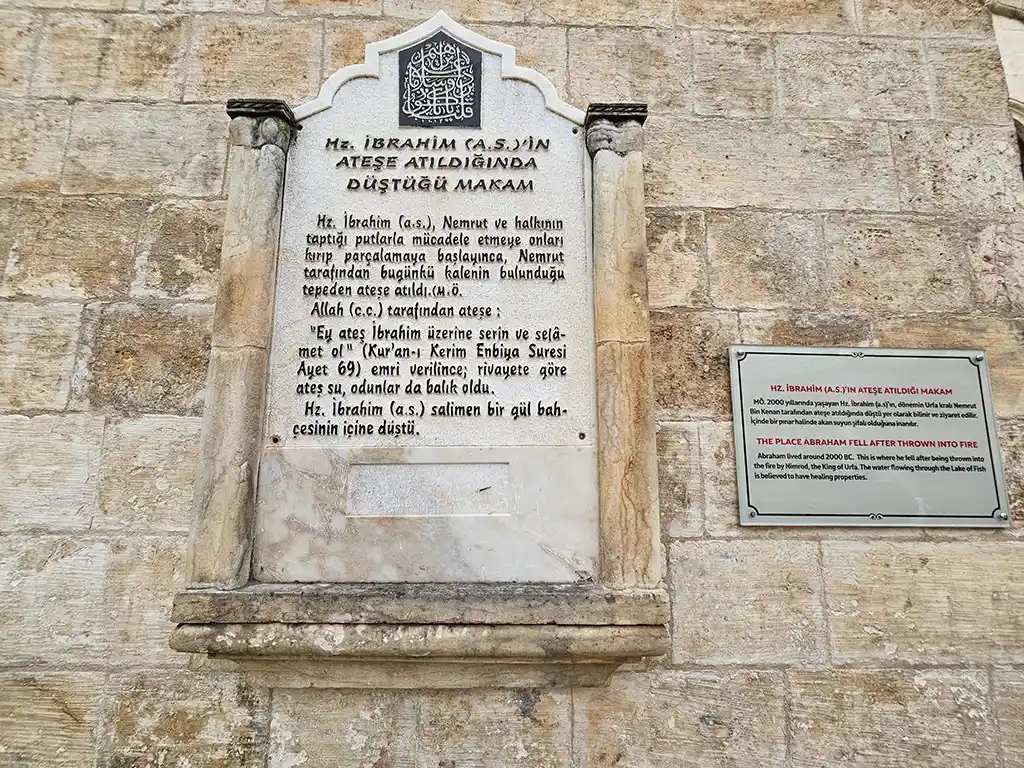 Hz. İBRAHİM (A.S.)'İN
ATEŞE ATILDIĞINDA
DÜŞTÜĞÜ MAKAM
Hz. İbrahim (a.s.), Nemrut ve halkının
taptığı putlarla mücadele etmeye onları
kırıp parçalamaya başlayınca, Nemrut
tarafından bugünkü kalenin bulunduğu
tepeden ateşe atıldı.(M.Ö.
Allah (c.c.) tarafından ateşe :
"Ey ateş İbrahim üzerine serin ve selâ-
met ol" (Kur'an-ı Kerim Enbiya Suresi
Ayet 69) emri verilince; rivayete göre
ateş su, odunlar da balık oldu.
Hz. İbrahim (a.s.) salimen bir gül bah-
çesinin içine düştü.
HZ. İBRAHİM (A.S.)'IN ATEŞE ATILDIĞI MAKAM
MÖ. 2000 yıllarında yaşayan Hz. İbrahim (a.s)'ın, dönemin Urfa kralı Nemrut
Bin Kenan tarafından ateşe atıldığında düştü yer olarak bilinir ve ziyaret edilir.
İçinde bir pınar halinde akan suyun şifalı olduğuna inanılır.
THE PLACE ABRAHAM FELL AFTER THROWN INTO FIRE
Abraham lived around 2000 BC. This is where he fell after being thrown into
the fire by Nimrod, the King of Urfa. The water flowing through the Lake of Fish
is believed to have healing properties.